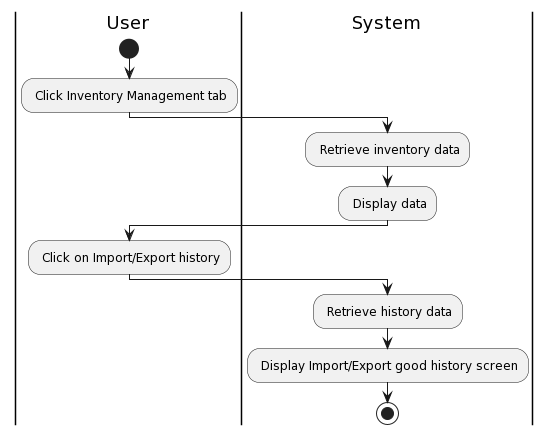 User
System
Click Inventory Management tab
Retrieve inventory data
Display data
Click on Import/Export history
Retrieve history data
Display Import/Export good history screen